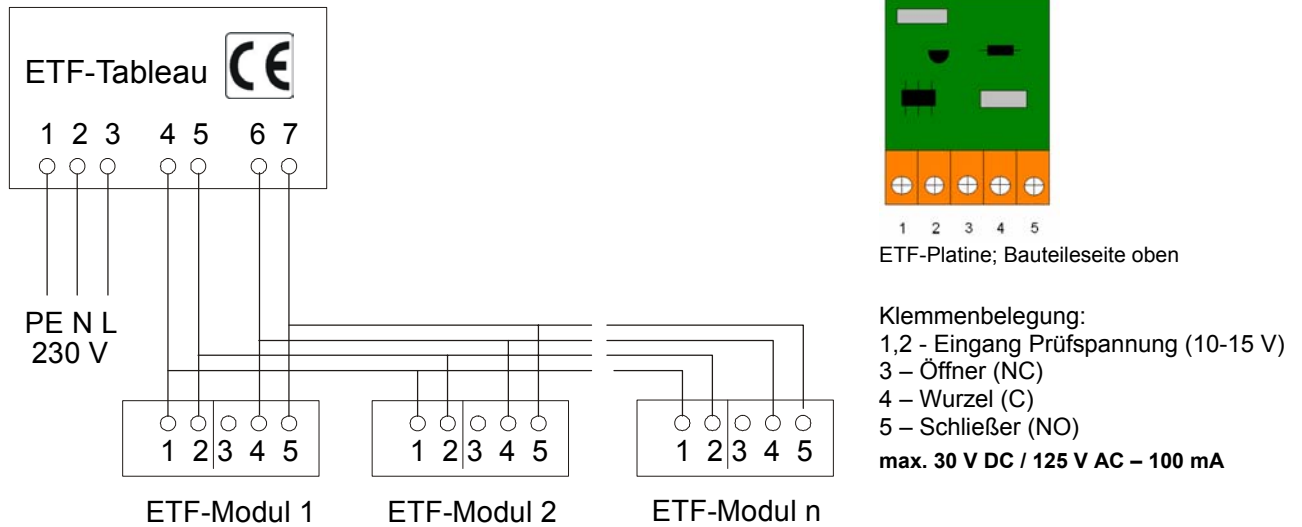 ETF-Tableau CE
1 2 3 4 5 6 7
PE N L
230 V
1 2 3 4 5
1 2 3 4 5
1 2 3 4 5
ETF-Modul 1
ETF-Modul 2
ETF-Modul n
1 2 3 4 5
ETF-Platine; Bauteileseite oben
Klemmenbelegung:
1,2 - Eingang Prüfspannung (10-15 V)
3 – Öffner (NC)
4 – Wurzel (C)
5 – Schließer (NO)
max. 30 V DC / 125 V AC – 100 mA